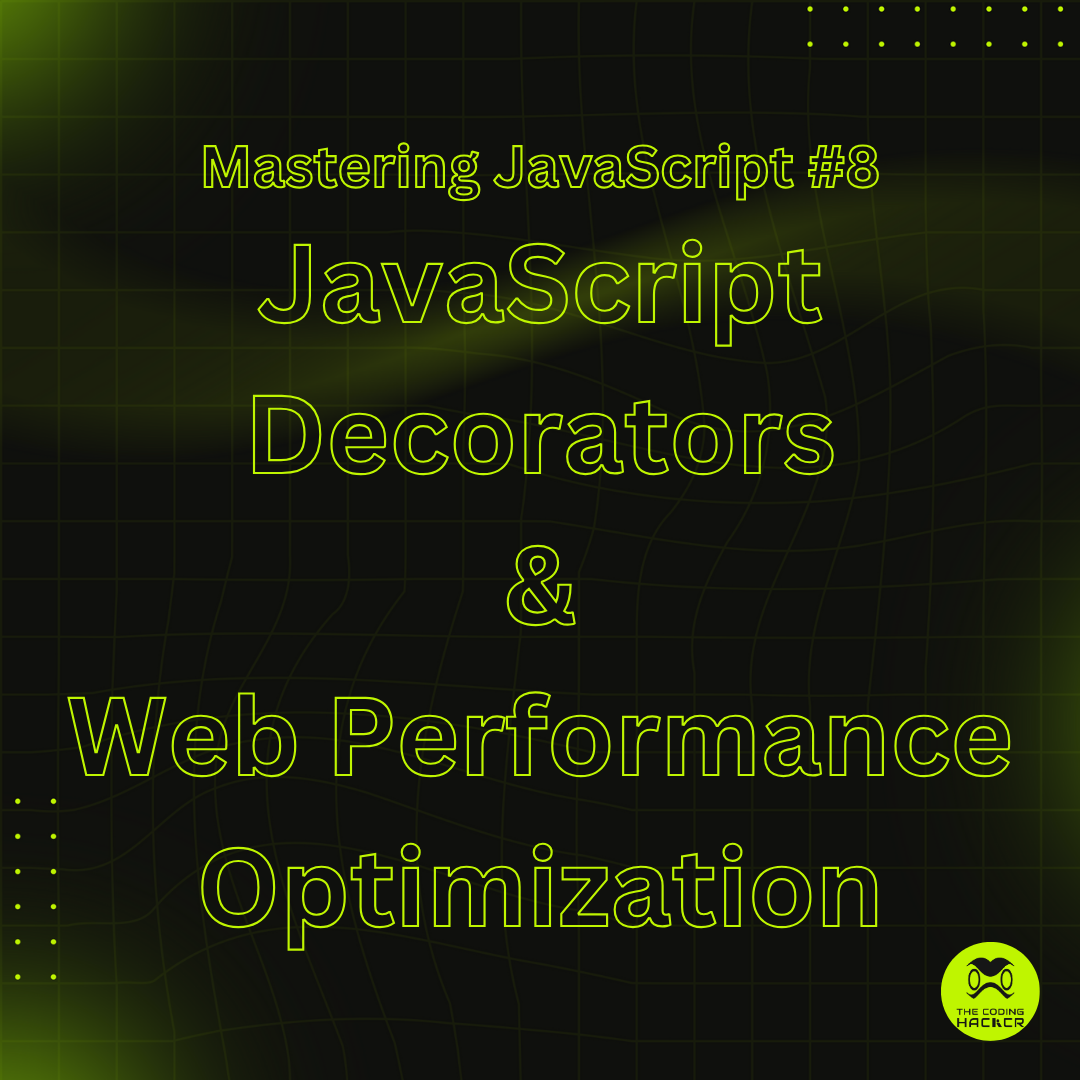 Mastering JavaScript #8
JavaScript
Decorators
&
Web Performance
Optimization
THE CODING
HACKER